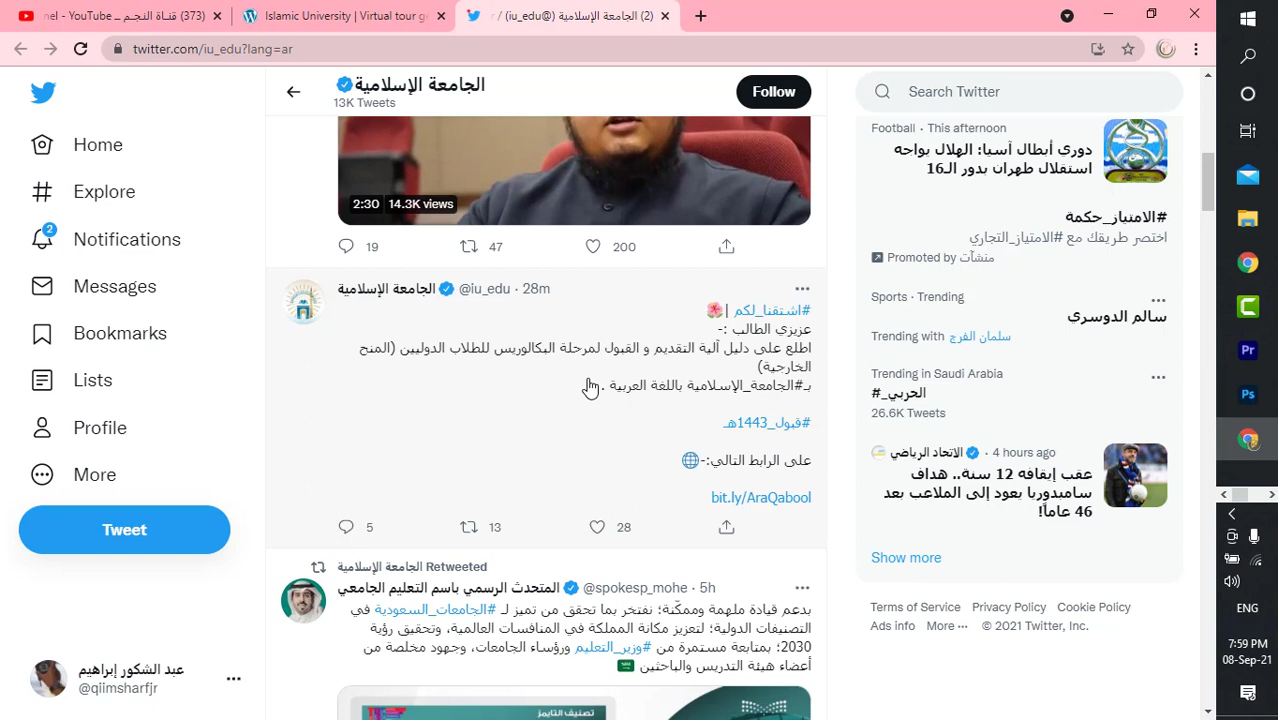 (373) قناة النجـم ـ YouTube - nel
Islamic University | Virtual tour ge
(2) الجامعة الإسلامية (@iu_edu) / r
twitter.com/iu_edu?lang=ar
الجامعة الإسلامية
13K Tweets
Follow
Search Twitter
Home
Explore
2
Notifications
Messages
Bookmarks
Lists
Profile
More
Tweet
عبد الشكور إبراهيم
@qiimsharfjr
2:30 14.3K views
19 47 200
الجامعة الإسلامية @iu_edu · 28m
#اشتقنا_لكم |
عزيزي الطالب :-
اطلع على دليل آلية التقديم و القبول لمرحلة البكالوريس للطلاب الدوليين (المنح
الخارجية)
بـ#الجامعة_الإسلامية باللغة العربية .
#قبول_1443هـ
على الرابط التالي:-
bit.ly/AraQabool
5 13 28
الجامعة الإسلامية Retweeted
المتحدث الرسمي باسم التعليم الجامعي @spokesp_mohe · 5h
بدعم قيادة ملهمة وممكّنة؛ نفتخر بما تحقق من تميز لـ #الجامعات_السعودية في
التصنيفات الدولية؛ لتعزيز مكانة المملكة في المنافسات العالمية، وتحقيق رؤية
2030؛ بمتابعة مستمرة من #وزير_التعليم ورؤساء الجامعات، وجهود مخلصة من
أعضاء هيئة التدريس والباحثين
تصنيف التايمز
Football · This afternoon
دوري أبطال آسيا: الهلال يواجه
استقلال طهران بدور الـ16
#الامتياز_حكمة
اختصر طريقك مع #الامتياز_التجاري
Promoted by منشآت
Sports · Trending
سالم الدوسري
Trending with سلمان الفرج
Trending in Saudi Arabia
#_الحربي
26.6K Tweets
الاتحاد الرياضي · 4 hours ago
عقب إيقافه 12 سنة.. هداف
سامبدوريا يعود إلى الملاعب بعد
46 عاماً!
Show more
Terms of Service Privacy Policy Cookie Policy
Ads info More ··· © 2021 Twitter, Inc.
ENG
7:59 PM
08-Sep-21